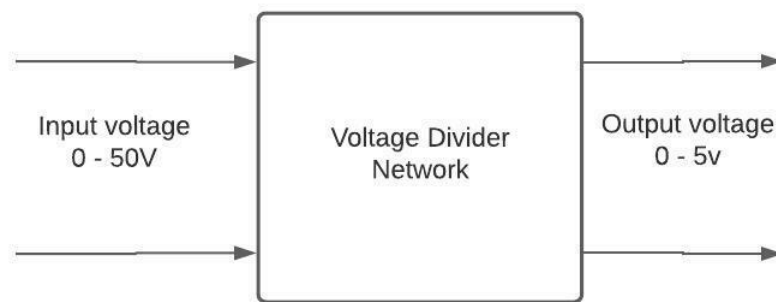 Input voltage
0 - 50V
Voltage Divider
Network
Output voltage
0 - 5v